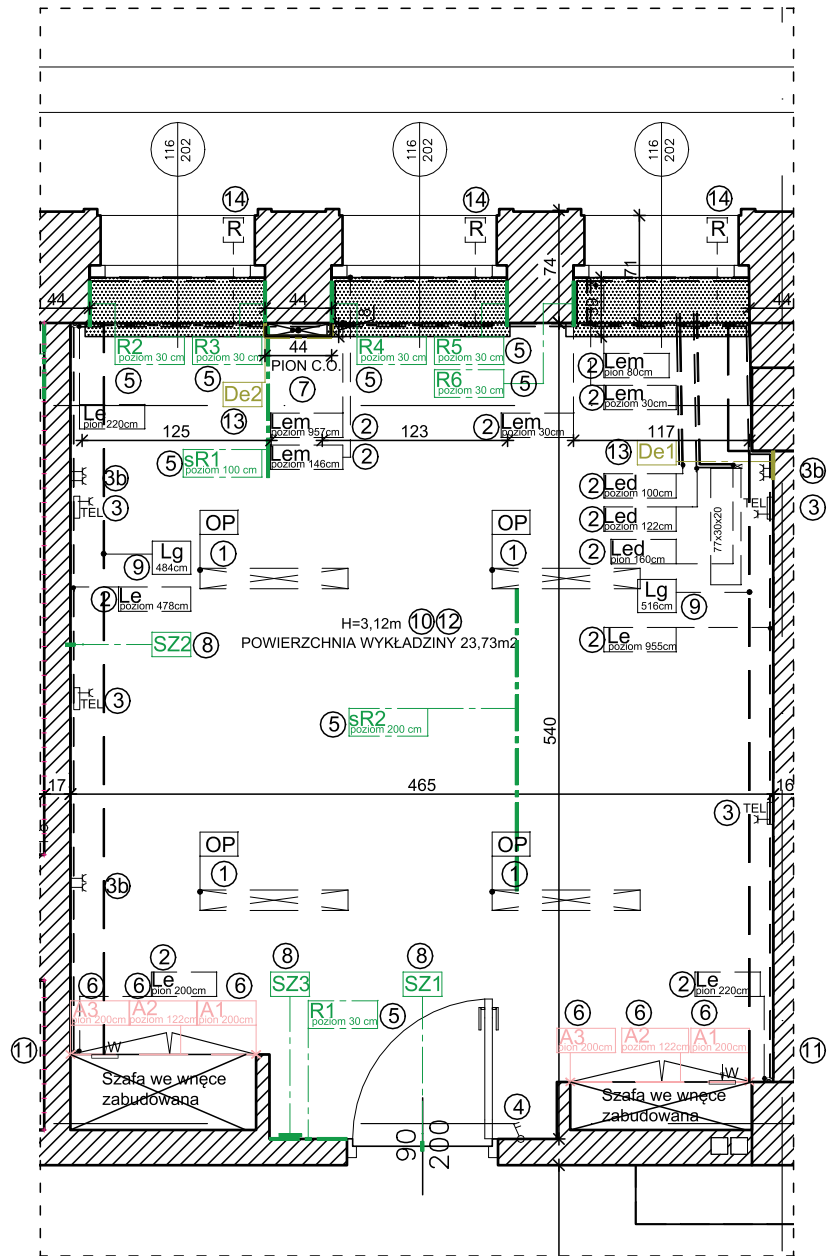 116
202
116
202
116
202
14
R
14
R
14
R
74
71
44
44
44
R2
poziom 30 cm
R3
poziom 30 cm
R4
poziom 30 cm
R5
poziom 30 cm
R6
poziom 30 cm
5
5
5
5
5
44
PION C.O.
7
De2
13
Le
pion 220cm
Lem
poziom 957cm
2
Lem
poziom 146cm
2
2
Lem
poziom 30cm
2
Lem
pion 80cm
2
Lem
poziom 30cm
125
123
117
5
sR1
poziom 100 cm
13
De1
3b
TEL
3
3b
TEL
3
2
Led
poziom 100cm
2
Led
poziom 122cm
2
Led
pion 160cm
77x30x20
OP
1
OP
1
Lg
484cm
9
Lg
516cm
9
2
Le
poziom 478cm
2
Le
poziom 955cm
H=3,12m
10
12
POWIERZCHNIA WYKŁADZINY 23,73m2
SZ2
8
TEL
3
5
sR2
poziom 200 cm
540
17
465
16
TEL
3
OP
1
OP
1
3b
2
Le
pion 200cm
2
Le
pion 220cm
6
6
6
A3
pion 200cm
A2
poziom 122cm
A1
pion 200cm
8
SZ3
8
SZ1
R1
poziom 30 cm
5
6
6
6
A3
pion 200cm
A2
poziom 122cm
A1
pion 200cm
11
W
Szafa we wnęce
zabudowana
11
W
Szafa we wnęce
zabudowana
4
90
200